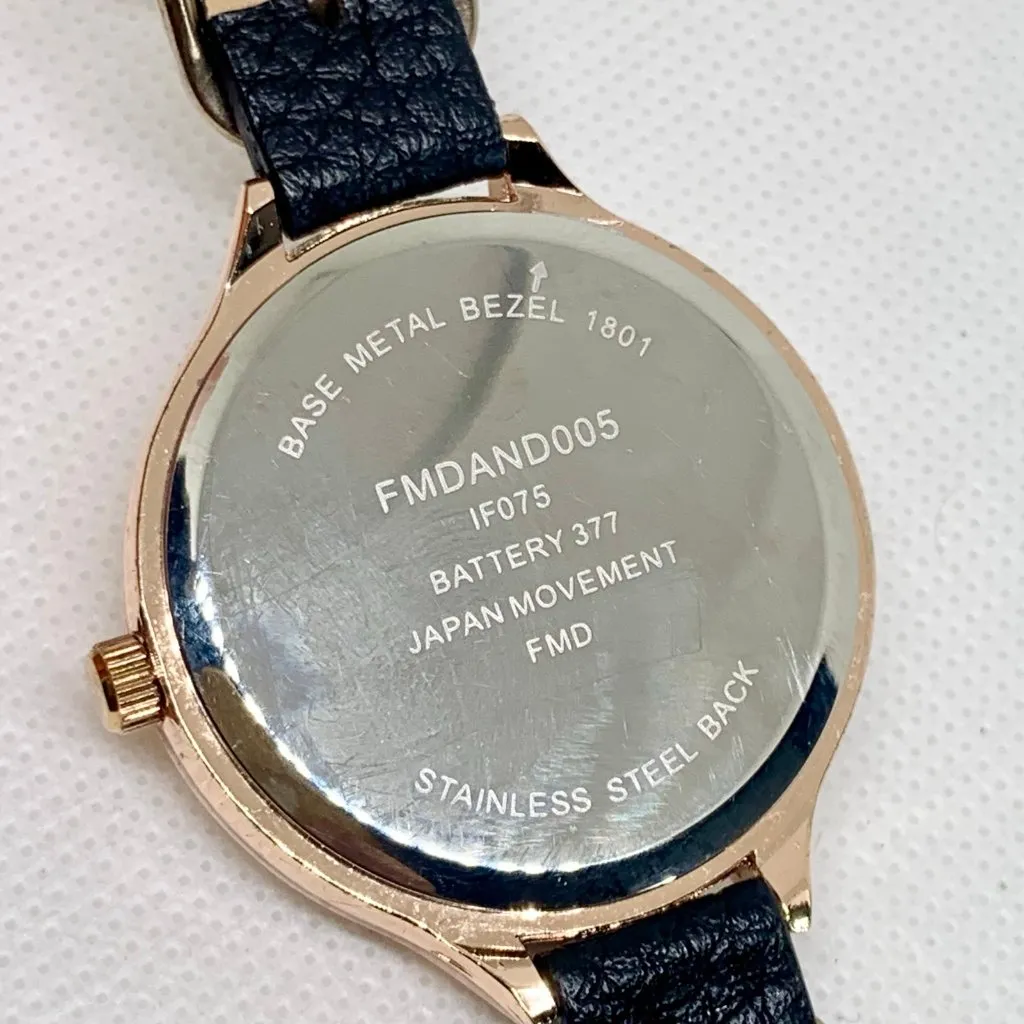 BASE METAL BEZEL 1801
FMDAND005
IF075
BATTERY 377
JAPAN MOVEMENT
FMD
STAINLESS STEEL BACK